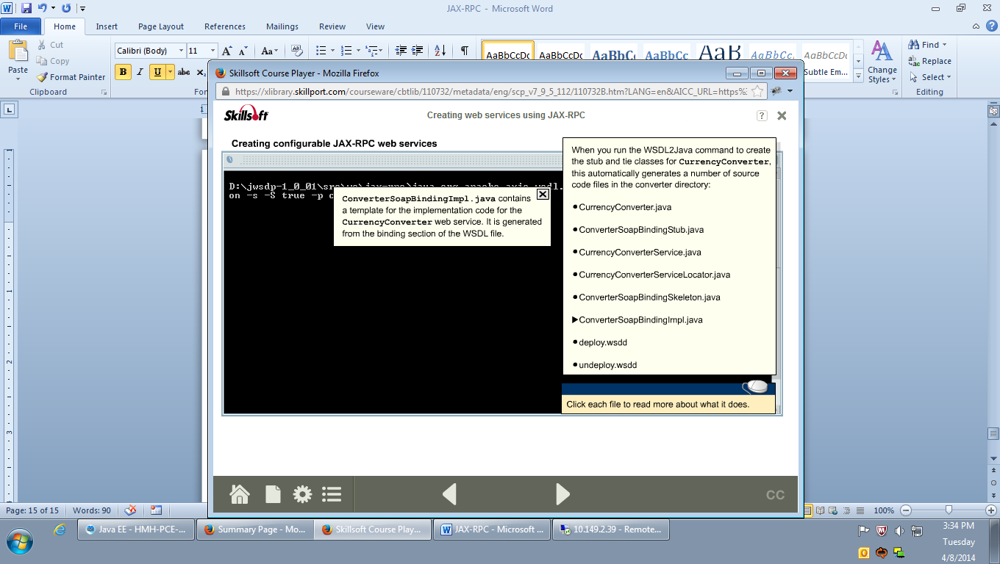 JAX-RPC - Microsoft Word
File Home Insert Page Layout References Mailings Review View
Paste
Cut
Copy
Format Painter
Clipboard
Calibri (Body) 11
AaBbCcDc AaBbCcDc AaBbCc AaBbCc AaB AaBbCc. AaBbCcDc
Subtle Em...
Change
Styles
Find
Replace
Select
Editing
Skillsoft Course Player - Mozilla Firefox
https://xlibrary.skillport.com/courseware/cbtlib/110732/metadata/eng/scp_v7_9_5_112/110732B.htm?LANG=en&AICC_URL=https%
Skillsoft
Creating web services using JAX-RPC
Creating configurable JAX-RPC web services
D:\jwsdp-1_0_01\src\ws\jax-rpc\java org.apache.axis.wsdl.
on -s -S true -p c
ConverterSoapBindingImpl.java contains
a template for the implementation code for the
CurrencyConverter web service. It is generated
from the binding section of the WSDL file.
When you run the WSDL2Java command to create
the stub and tie classes for CurrencyConverter,
this automatically generates a number of source
code files in the converter directory:
CurrencyConverter.java
ConverterSoapBindingStub.java
CurrencyConverterService.java
CurrencyConverterServiceLocator.java
ConverterSoapBindingSkeleton.java
ConverterSoapBindingImpl.java
deploy.wsdd
undeploy.wsdd
Click each file to read more about what it does.
CC
Page: 15 of 15 Words: 90 100%
Java EE - HMH-PCE-... Summary Page - Mo... Skillsoft Course Play... JAX-RPC - Microsoft ... 10.149.2.39 - Remote...
3:34 PM
Tuesday
4/8/2014